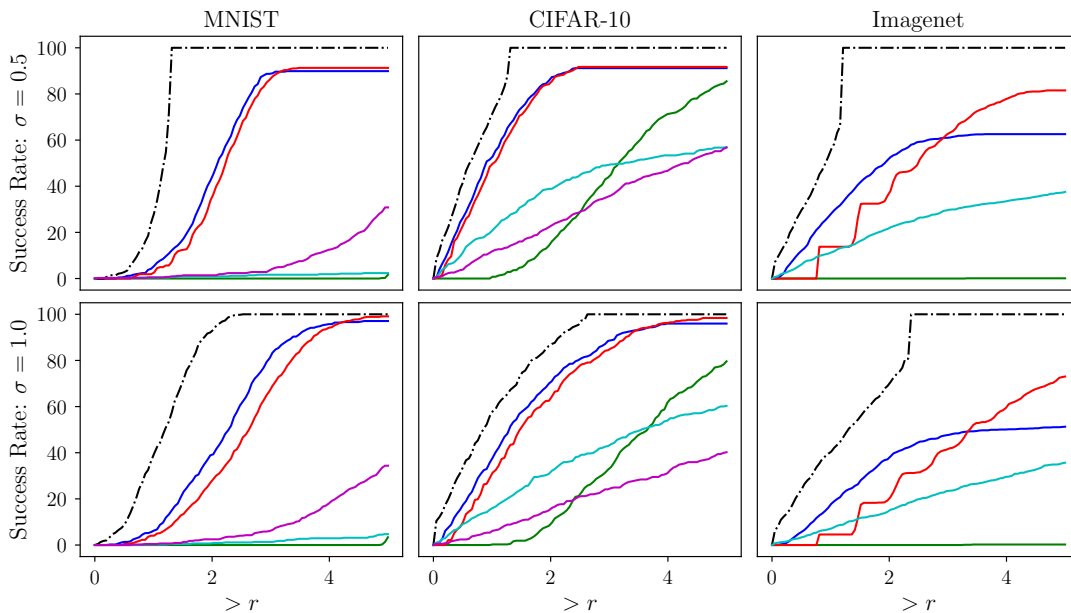 MNIST CIFAR-10 Imagenet
Success Rate: σ = 0.5
100
80
60
40
20
0
Success Rate: σ = 1.0
100
80
60
40
20
0
0 2 4 0 2 4 0 2 4
> r > r > r